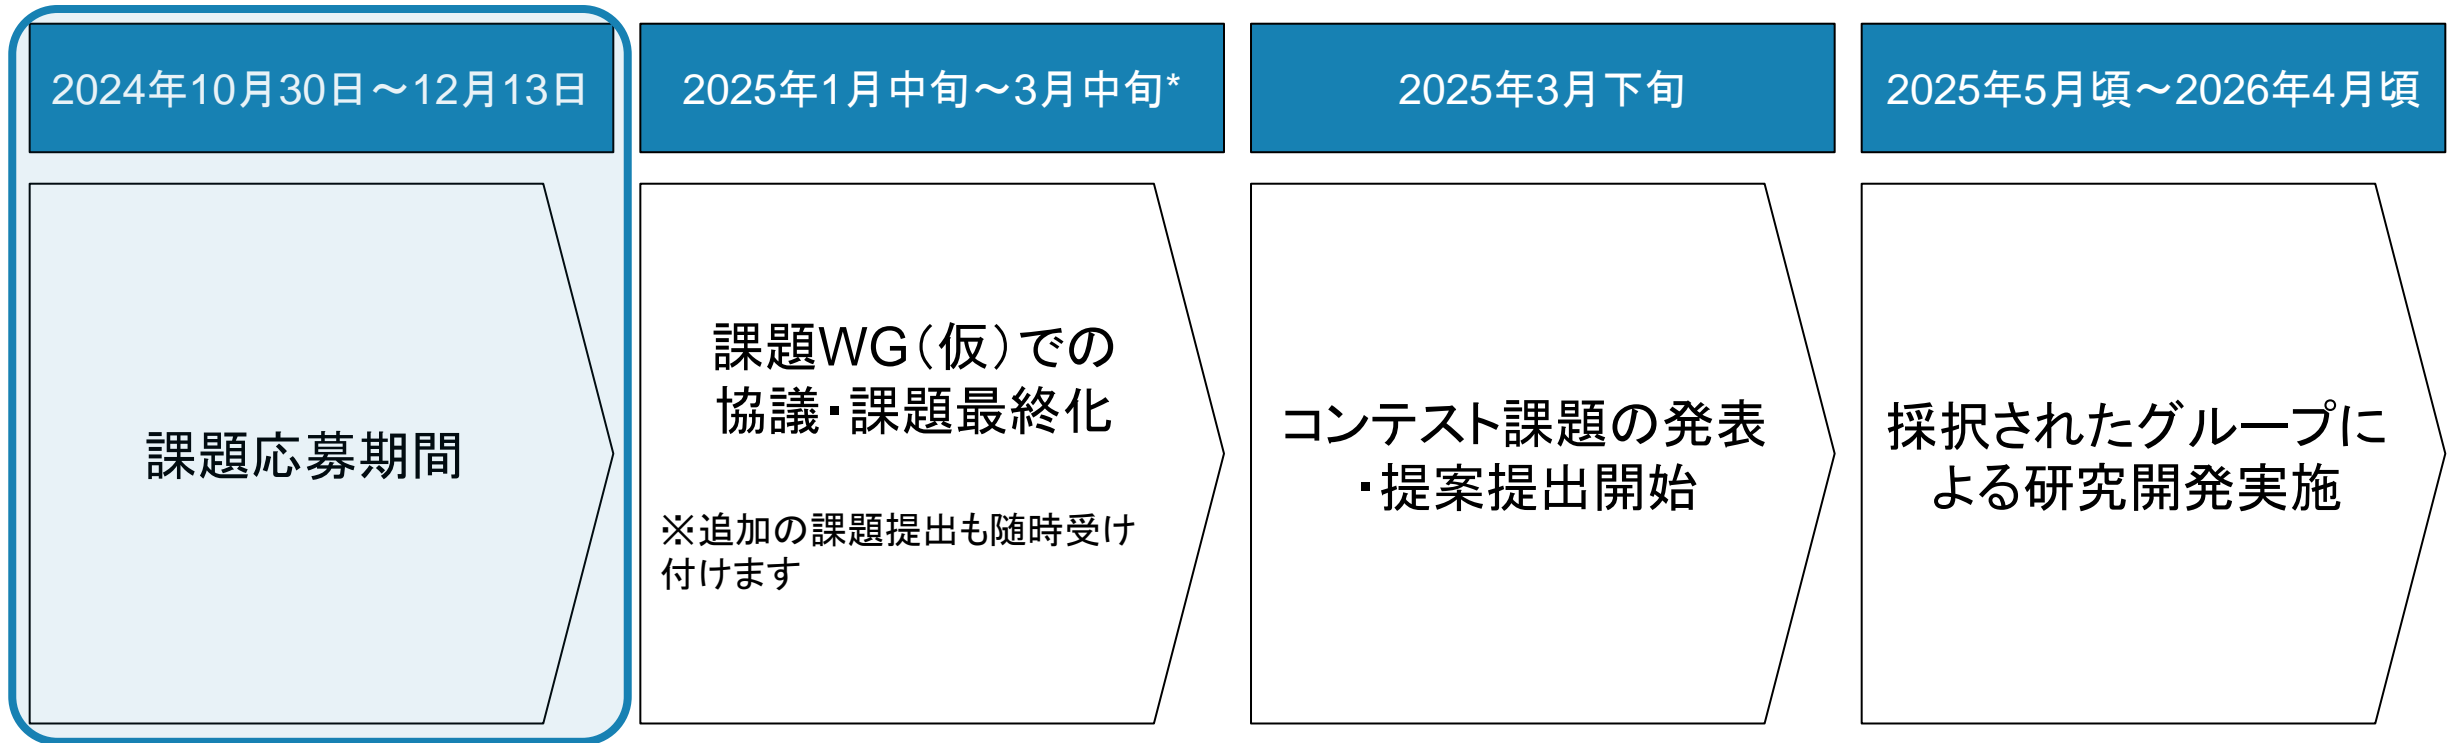 2024年10月30日～12月13日
2025年1月中旬～3月中旬*
2025年3月下旬
2025年5月頃～2026年4月頃
課題応募期間
課題WG（仮）での
協議・課題最終化
※追加の課題提出も随時受け
付けます
コンテスト課題の発表
・提案提出開始
採択されたグループに
よる研究開発実施